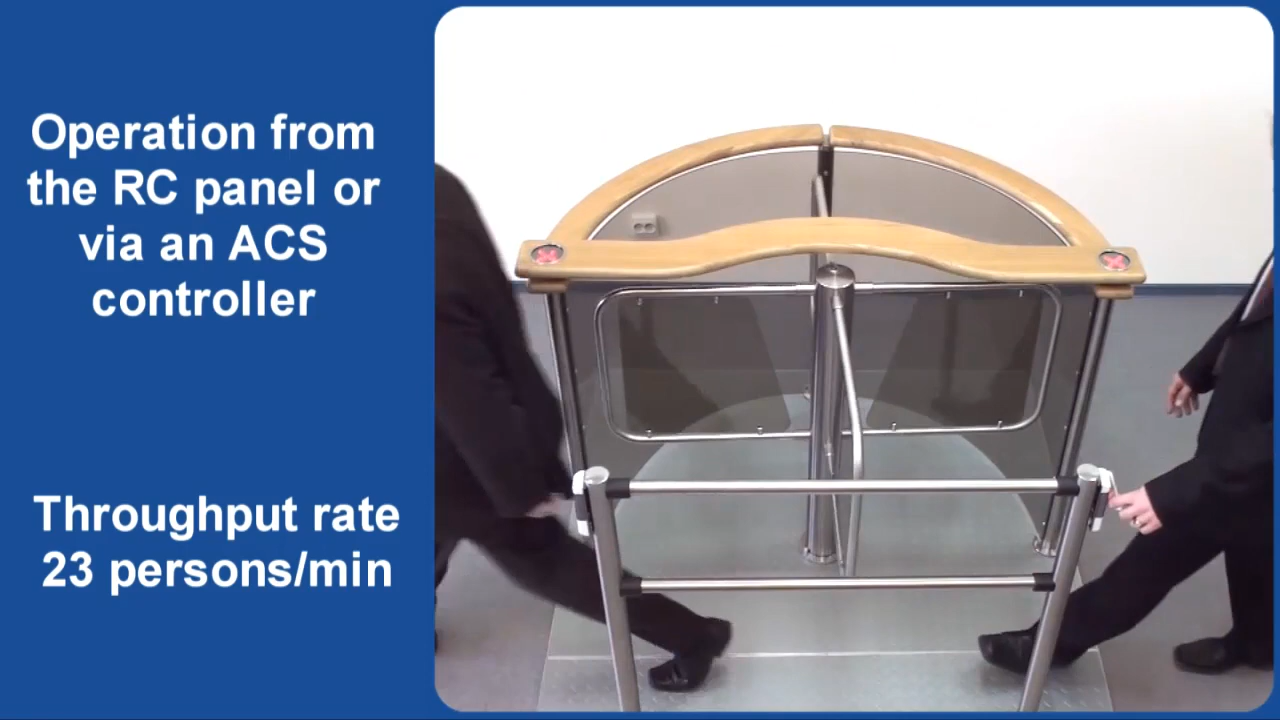 Operation from
the RC panel or
via an ACS
controller
Throughput rate
23 persons/min